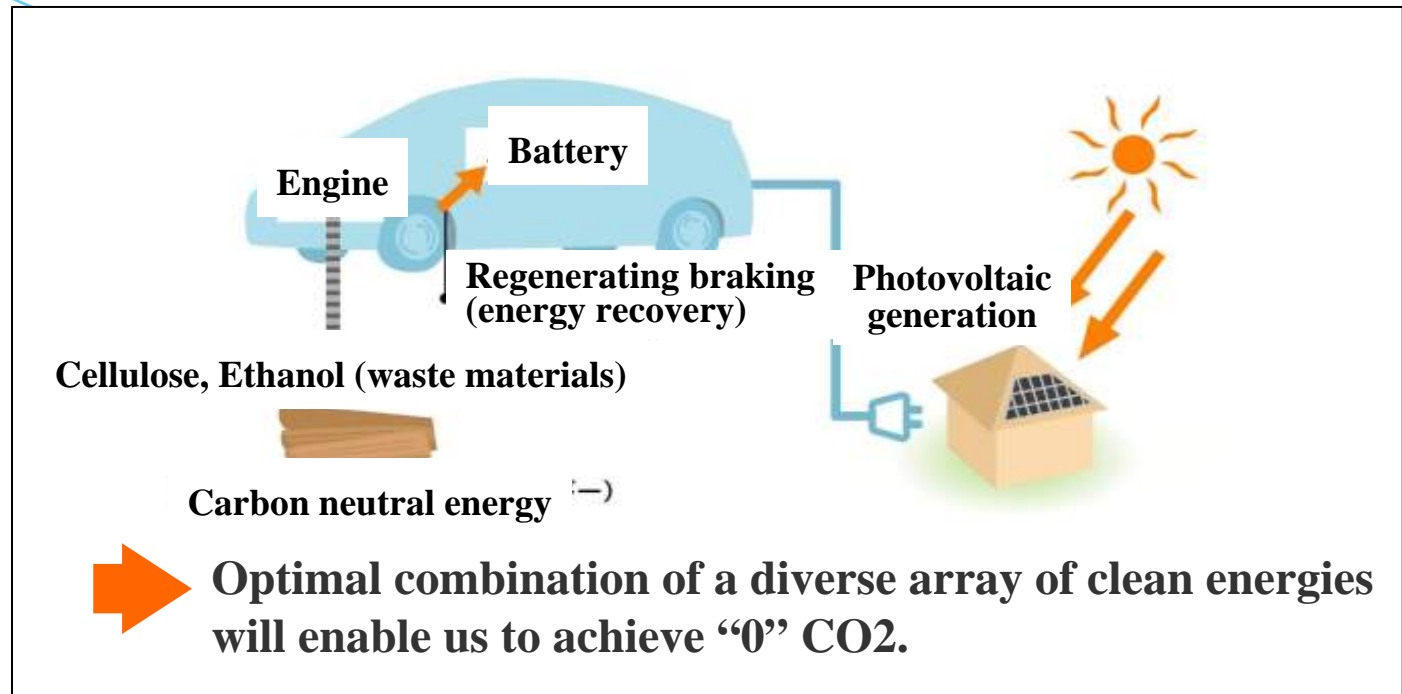 Battery
Engine
Regenerating braking
(energy recovery)
Photovoltaic
generation
Cellulose, Ethanol (waste materials)
Carbon neutral energy
Optimal combination of a diverse array of clean energies
will enable us to achieve “0” CO2.